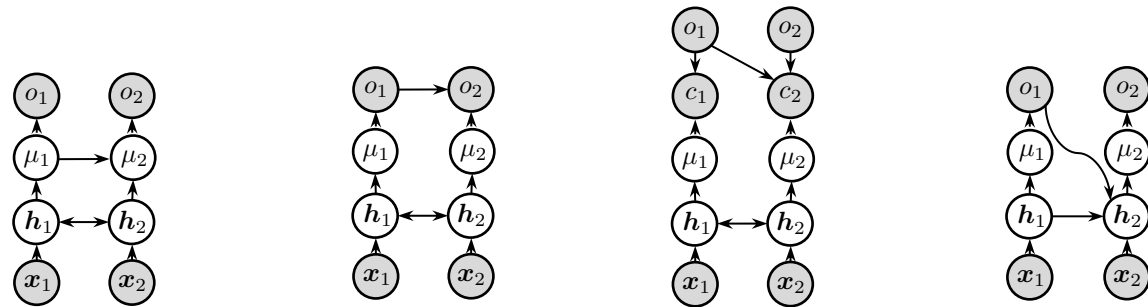 o₁ o₂
μ₁ μ₂
h₁ h₂
x₁ x₂
o₁ o₂
μ₁ μ₂
h₁ h₂
x₁ x₂
o₁ o₂
c₁ c₂
μ₁ μ₂
h₁ h₂
x₁ x₂
o₁ o₂
μ₁ μ₂
h₁ h₂
x₁ x₂